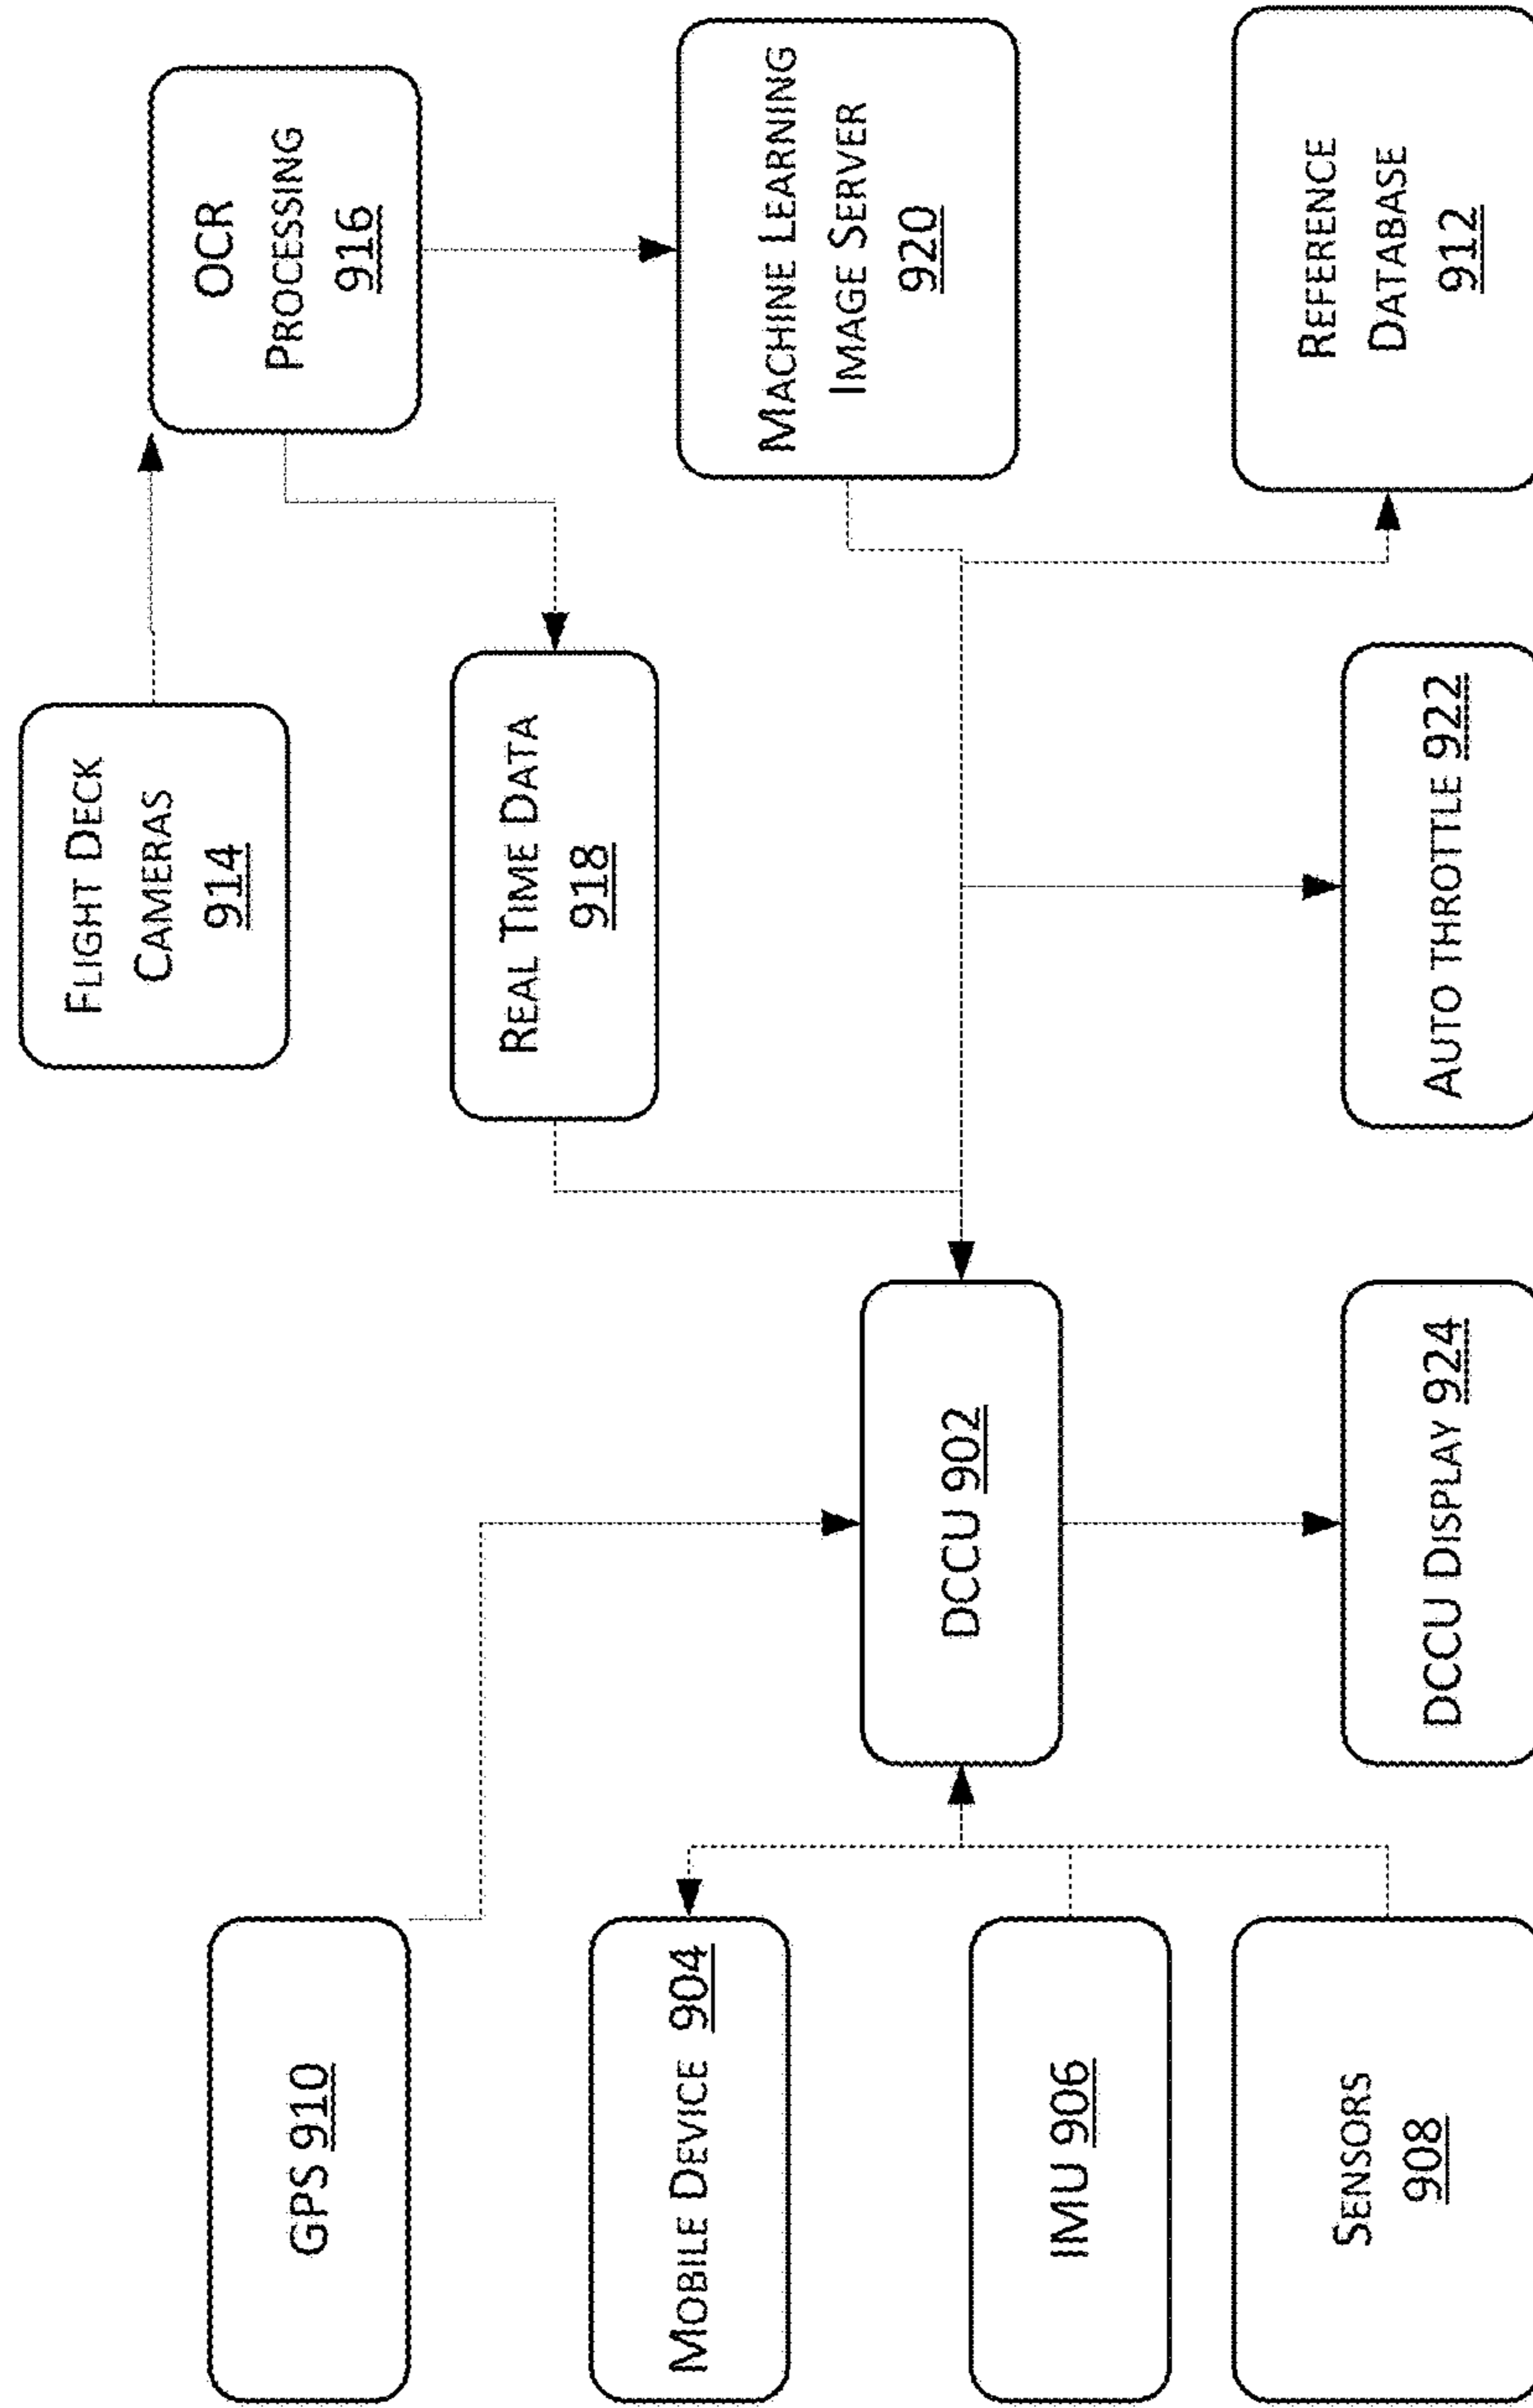 GPS 910
MOBILE DEVICE 904
IMU 906
SENSORS
908
DCCU 902
DCCU DISPLAY 924
FLIGHT DECK
CAMERAS
914
REAL TIME DATA
918
AUTO THROTTLE 922
OCR
PROCESSING
916
MACHINE LEARNING
IMAGE SERVER
920
REFERENCE
DATABASE
912